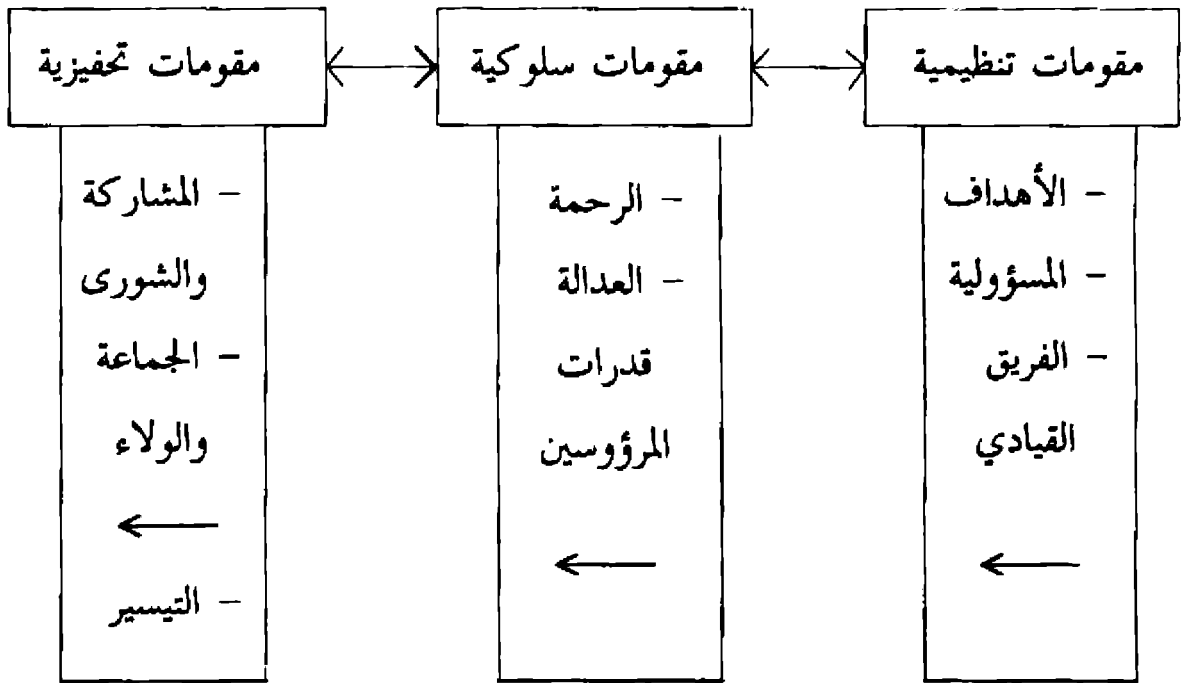 مقومات تنظيمية
– الأهداف
– المسؤولية
– الفريق
القيادي
مقومات سلوكية
– الرحمة
– العدالة
قدرات
المرؤوسين
مقومات تحفيزية
– المشاركة
والشورى
– الجماعة
والولاء
– التيسير